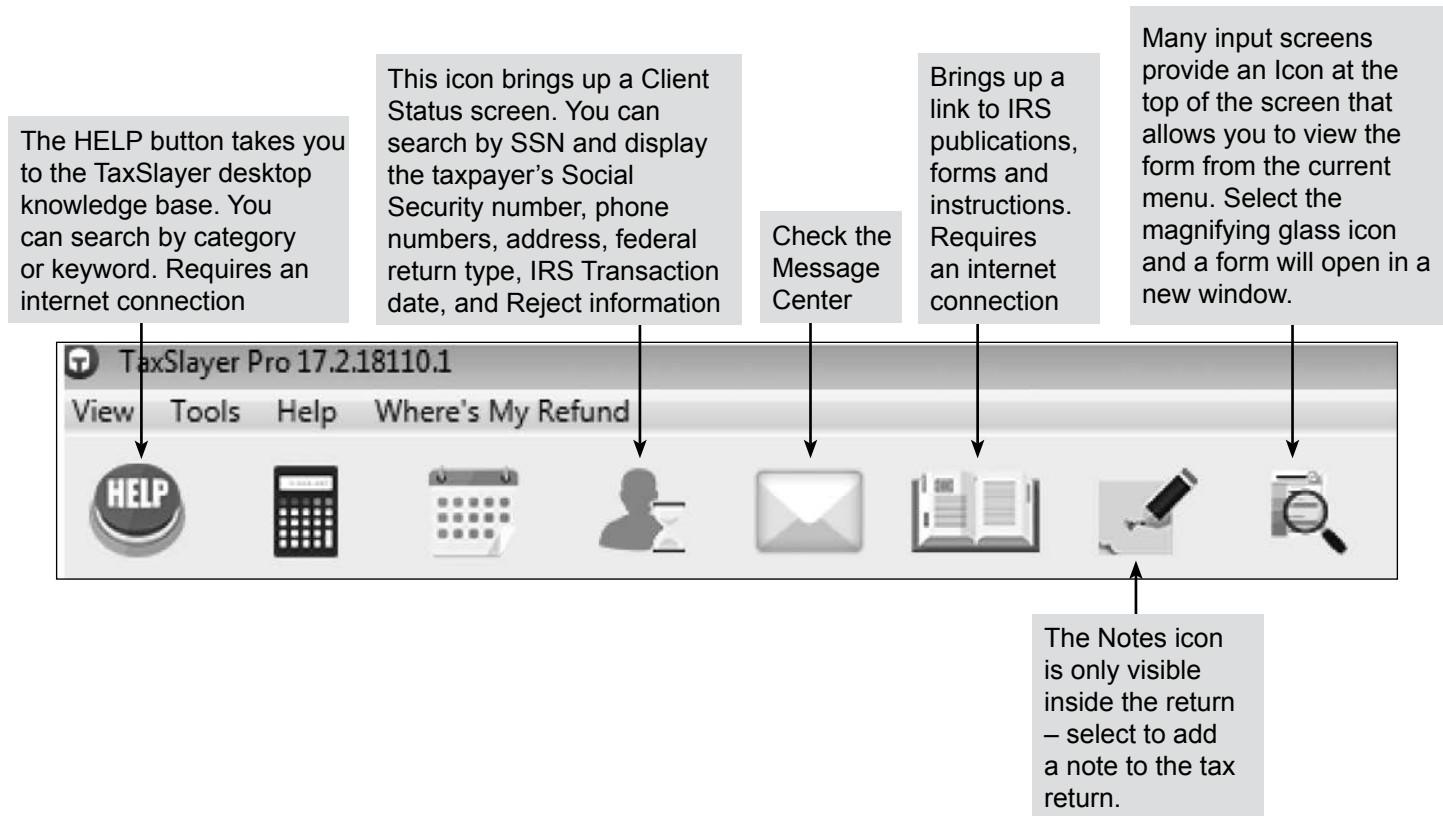 The HELP button takes you
to the TaxSlayer desktop
knowledge base. You
can search by category
or keyword. Requires an
internet connection
This icon brings up a Client
Status screen. You can
search by SSN and display
the taxpayer’s Social
Security number, phone
numbers, address, federal
return type, IRS Transaction
date, and Reject information
Check the
Message
Center
Brings up a
link to IRS
publications,
forms and
instructions.
Requires
an internet
connection
Many input screens
provide an Icon at the
top of the screen that
allows you to view the
form from the current
menu. Select the
magnifying glass icon
and a form will open in a
new window.
TaxSlayer Pro 17.2.18110.1
View Tools Help Where's My Refund
HELP
The Notes icon
is only visible
inside the return
– select to add
a note to the tax
return.